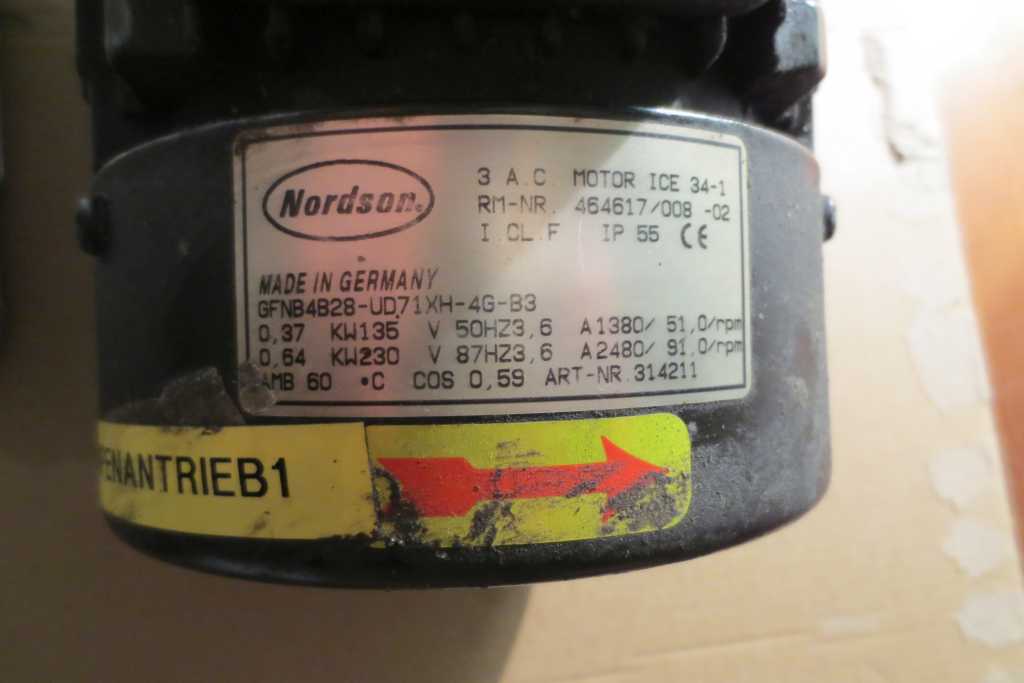 Nordson®
3 A.C. MOTOR ICE 34-1
RM-NR. 464617/008 -02
I.CL.F IP 55 CE
MADE IN GERMANY
GFNB4B28-UD71XH-4G-B3
0,37 KW135 V 50HZ3,6 A1380/ 51,0/rpm
0,64 KW230 V 87HZ3,6 A2480/ 91,0/rpm
AMB 60 °C COS 0,59 ART-NR.314211
PENANTRIEB1